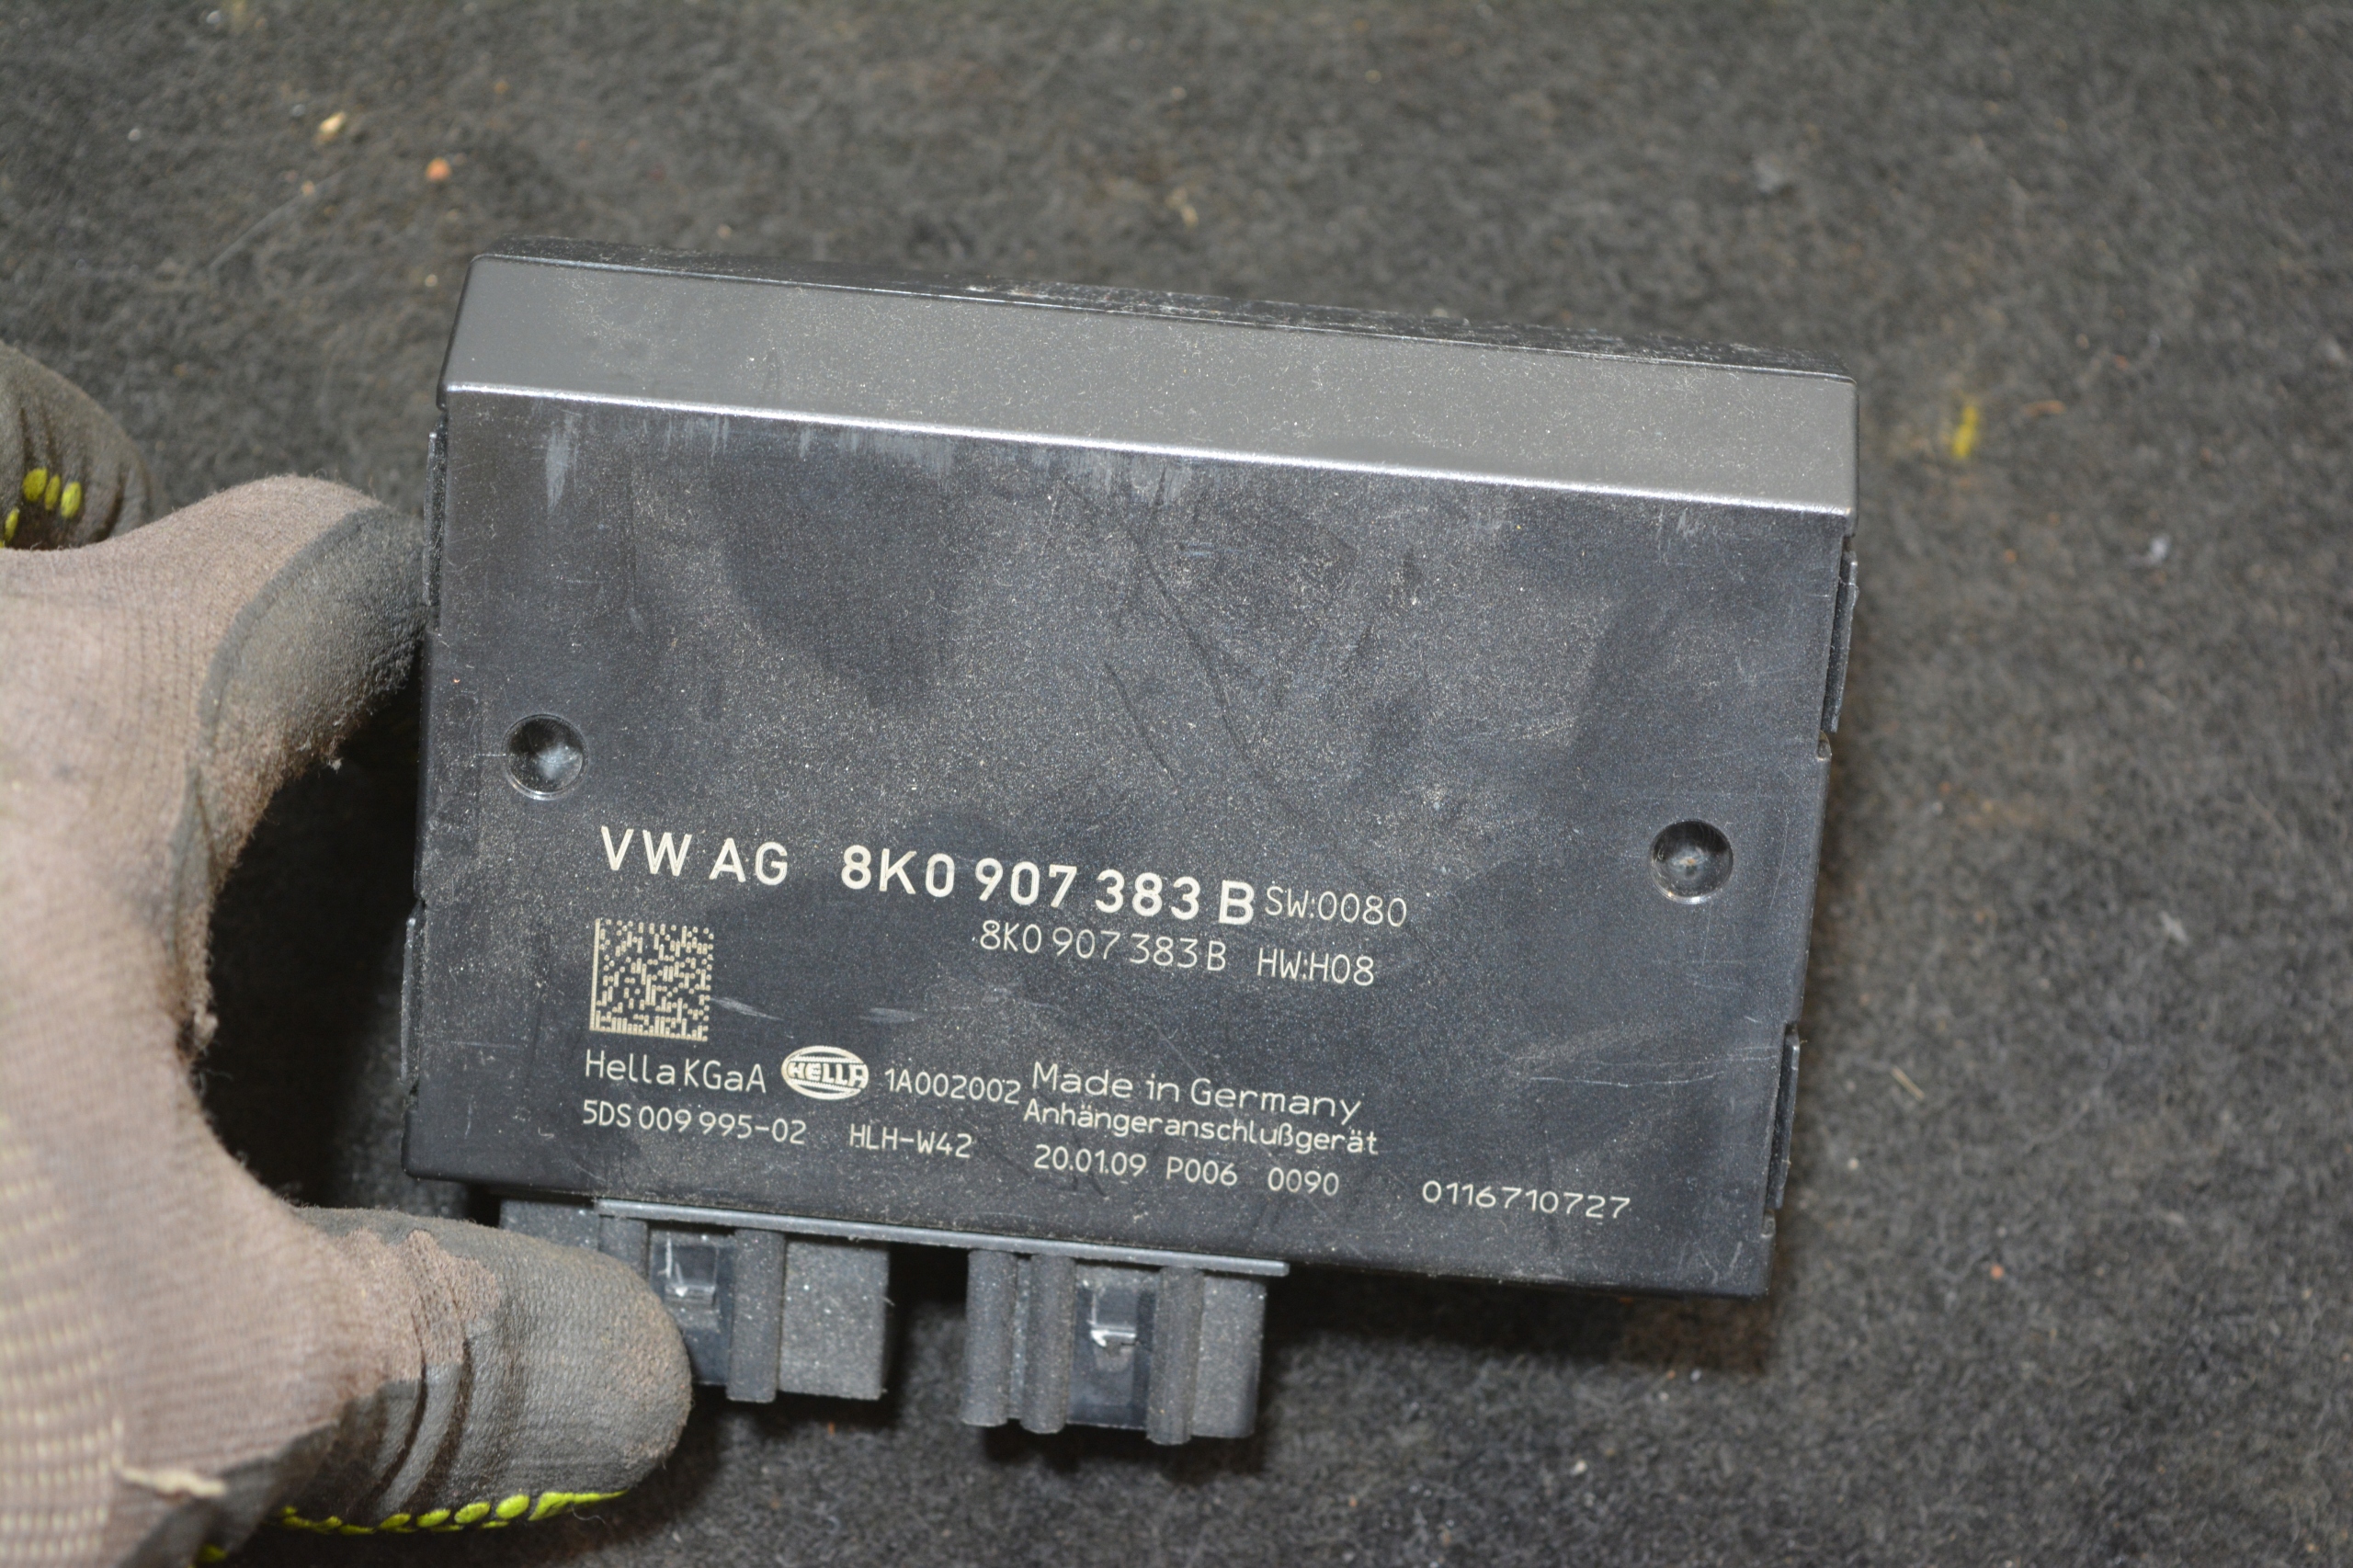 VW AG 8K0 907 383 B SW:0080
8K0 907 383 B HW:H08
Hella KGaA HELLA 1A002002 Made in Germany
Anhängeranschlußgerät
5DS 009 995-02 HLH-W42 20.01.09 P006 0090 0116710727